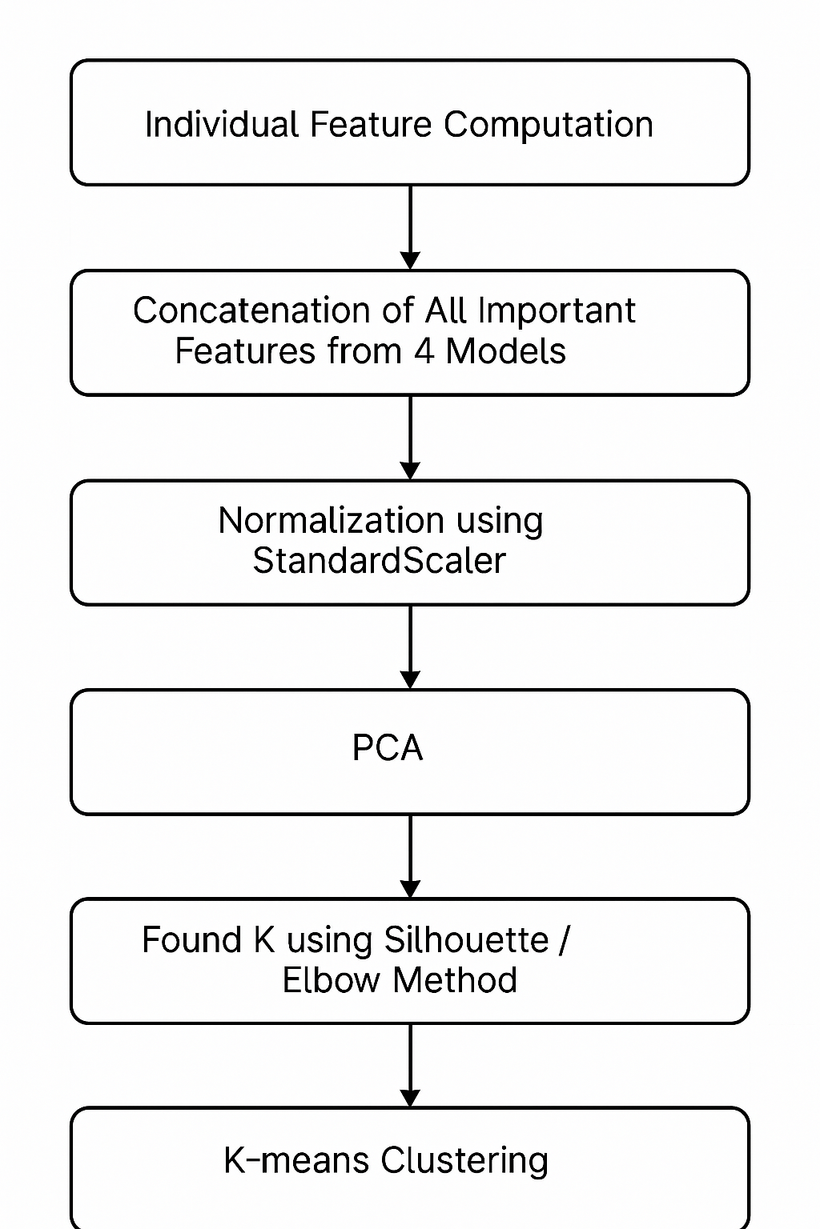 Individual Feature Computation
Concatenation of All Important
Features from 4 Models
Normalization using
StandardScaler
PCA
Found K using Silhouette /
Elbow Method
K-means Clustering